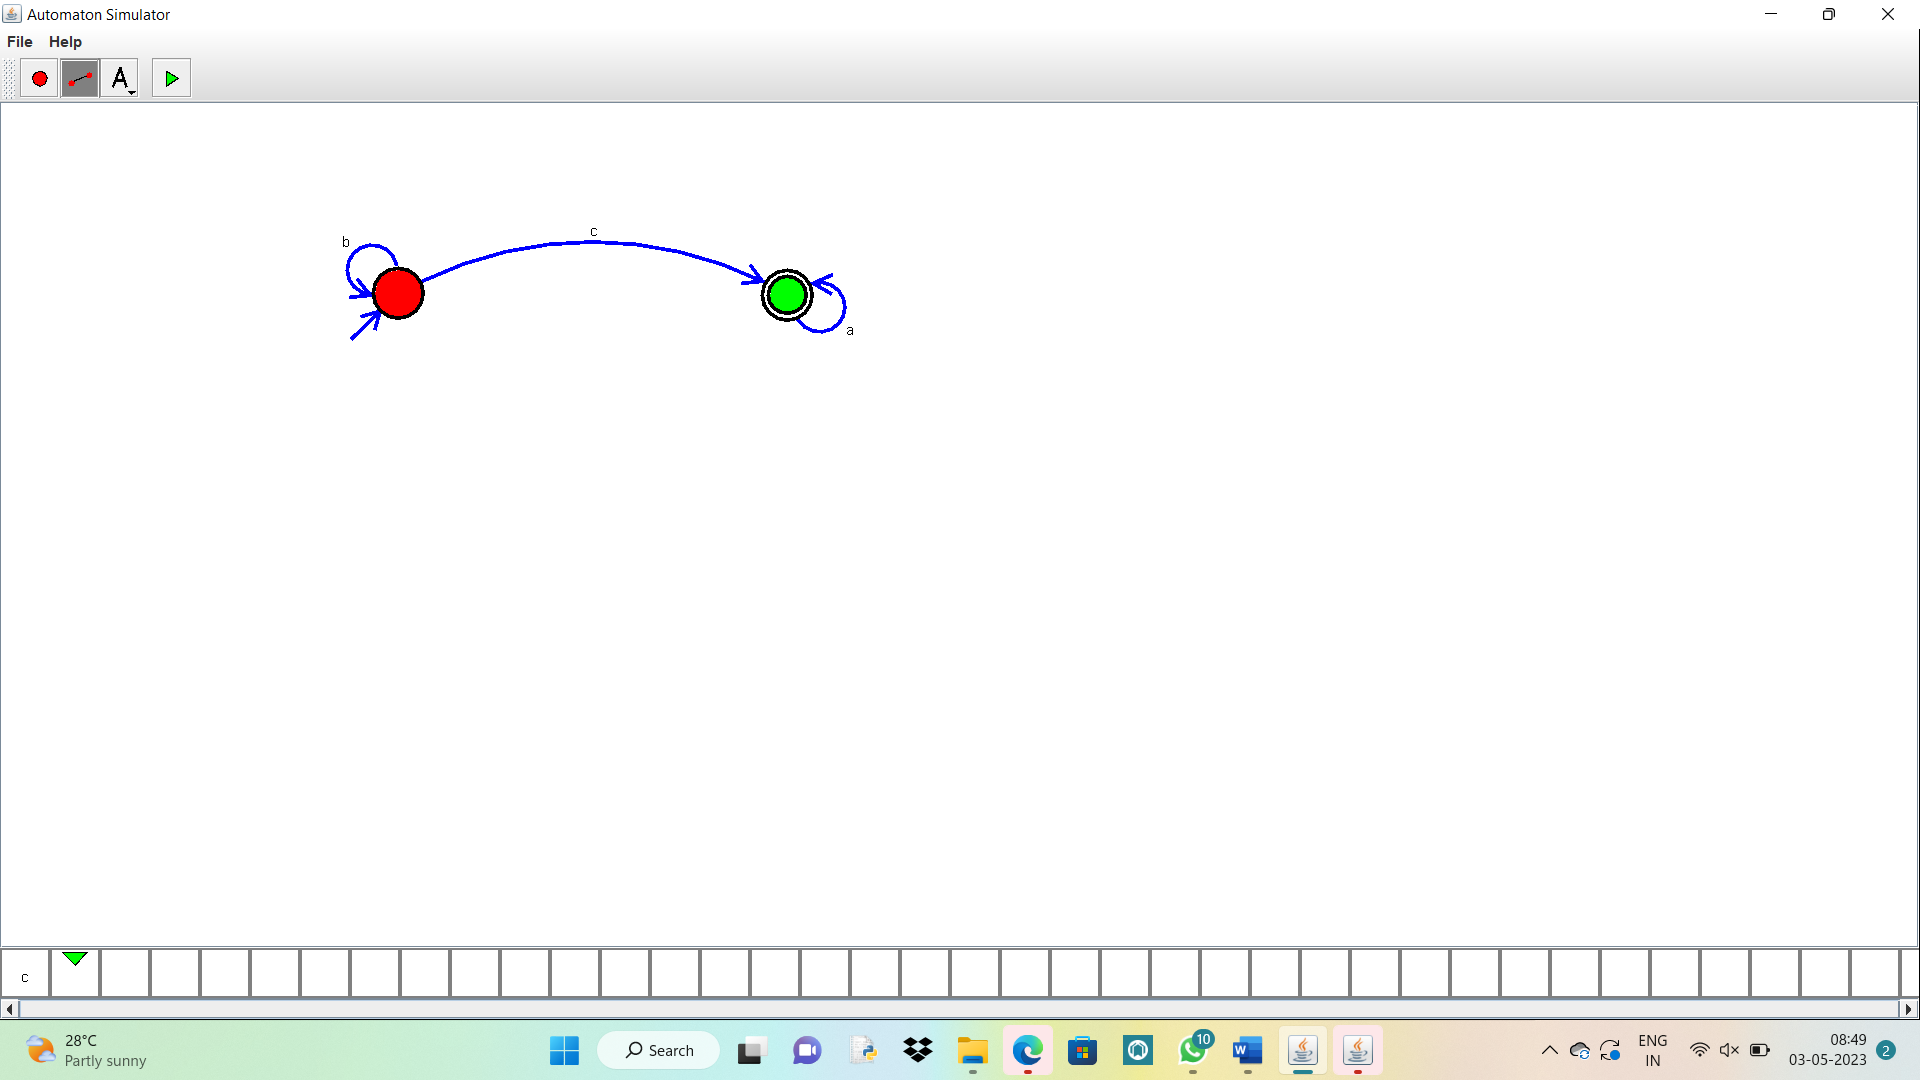 Automaton Simulator
File Help
A
c
b
a
c
28°C
Partly sunny
Search
10
W
ENG
IN
08:49
03-05-2023
2